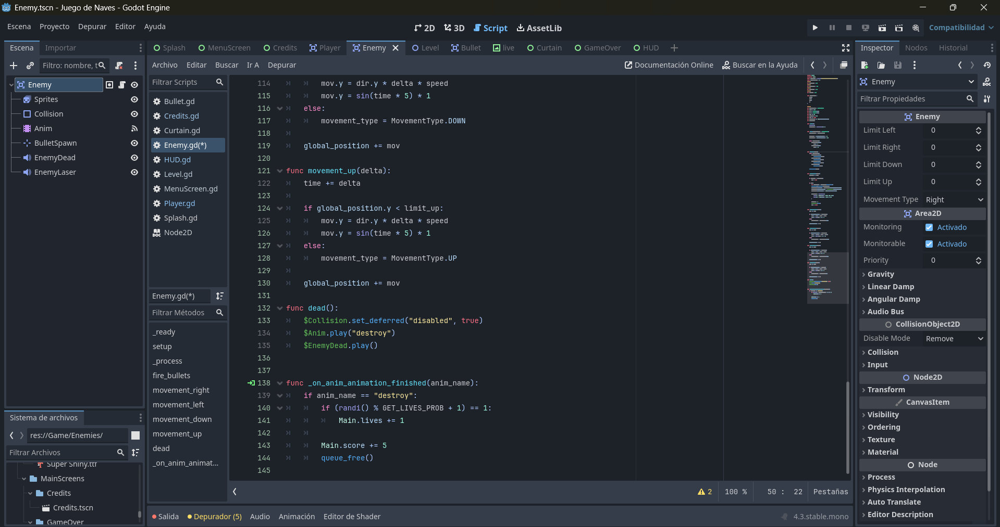 Enemy.tscn - Juego de Naves - Godot Engine
Escena Proyecto Depurar Editor Ayuda
2D 3D Script AssetLib
Compatibilidad
Escena Importar
Filtro: nombre, t
Enemy
Sprites
Collision
Anim
BulletSpawn
EnemyDead
EnemyLaser
Sistema de archivos
res://Game/Enemies/
Filtrar Archivos
Super Shiny.ttf
MainScreens
Credits
Credits.tscn
GameOver
Splash MenuScreen Credits Player Enemy Level Bullet live Curtain GameOver HUD
Archivo Editar Buscar Ir A Depurar
Documentación Online Buscar en la Ayuda
Filtrar Scripts
Bullet.gd
Credits.gd
Curtain.gd
Enemy.gd(*)
HUD.gd
Level.gd
MenuScreen.gd
Player.gd
Splash.gd
Node2D
Enemy.gd(*)
Filtrar Métodos
_ready
setup
_process
fire_bullets
movement_right
movement_left
movement_down
movement_up
dead
_on_anim_animat...
114 mov.y = dir.y * delta * speed
115 mov.y = sin(time * 5) * 1
116 else:
117 movement_type = MovementType.DOWN
118
119 global_position += mov
120
121 func movement_up(delta):
122 time += delta
123
124 if global_position.y < limit_up:
125 mov.y = dir.y * delta * speed
126 mov.y = sin(time * 5) * 1
127 else:
128 movement_type = MovementType.UP
129
130 global_position += mov
131
132 func dead():
133 $Collision.set_deferred("disabled", true)
134 $Anim.play("destroy")
135 $EnemyDead.play()
136
137
138 func _on_anim_animation_finished(anim_name):
139 if anim_name == "destroy":
140 if (randi() % GET_LIVES_PROB + 1) == 1:
141 Main.lives += 1
142
143 Main.score += 5
144 queue_free()
145
2 100 % 50 : 22 Pestañas
Salida Depurador (5) Audio Animación Editor de Shader
4.3.stable.mono
Inspector Nodos Historial
Enemy
Filtrar Propiedades
Enemy
Limit Left 0
Limit Right 0
Limit Down 0
Limit Up 0
Movement Type Right
Area2D
Monitoring Activado
Monitorable Activado
Priority 0
Gravity
Linear Damp
Angular Damp
Audio Bus
CollisionObject2D
Disable Mode Remove
Collision
Input
Node2D
Transform
CanvasItem
Visibility
Ordering
Texture
Material
Node
Process
Physics Interpolation
Auto Translate
Editor Description